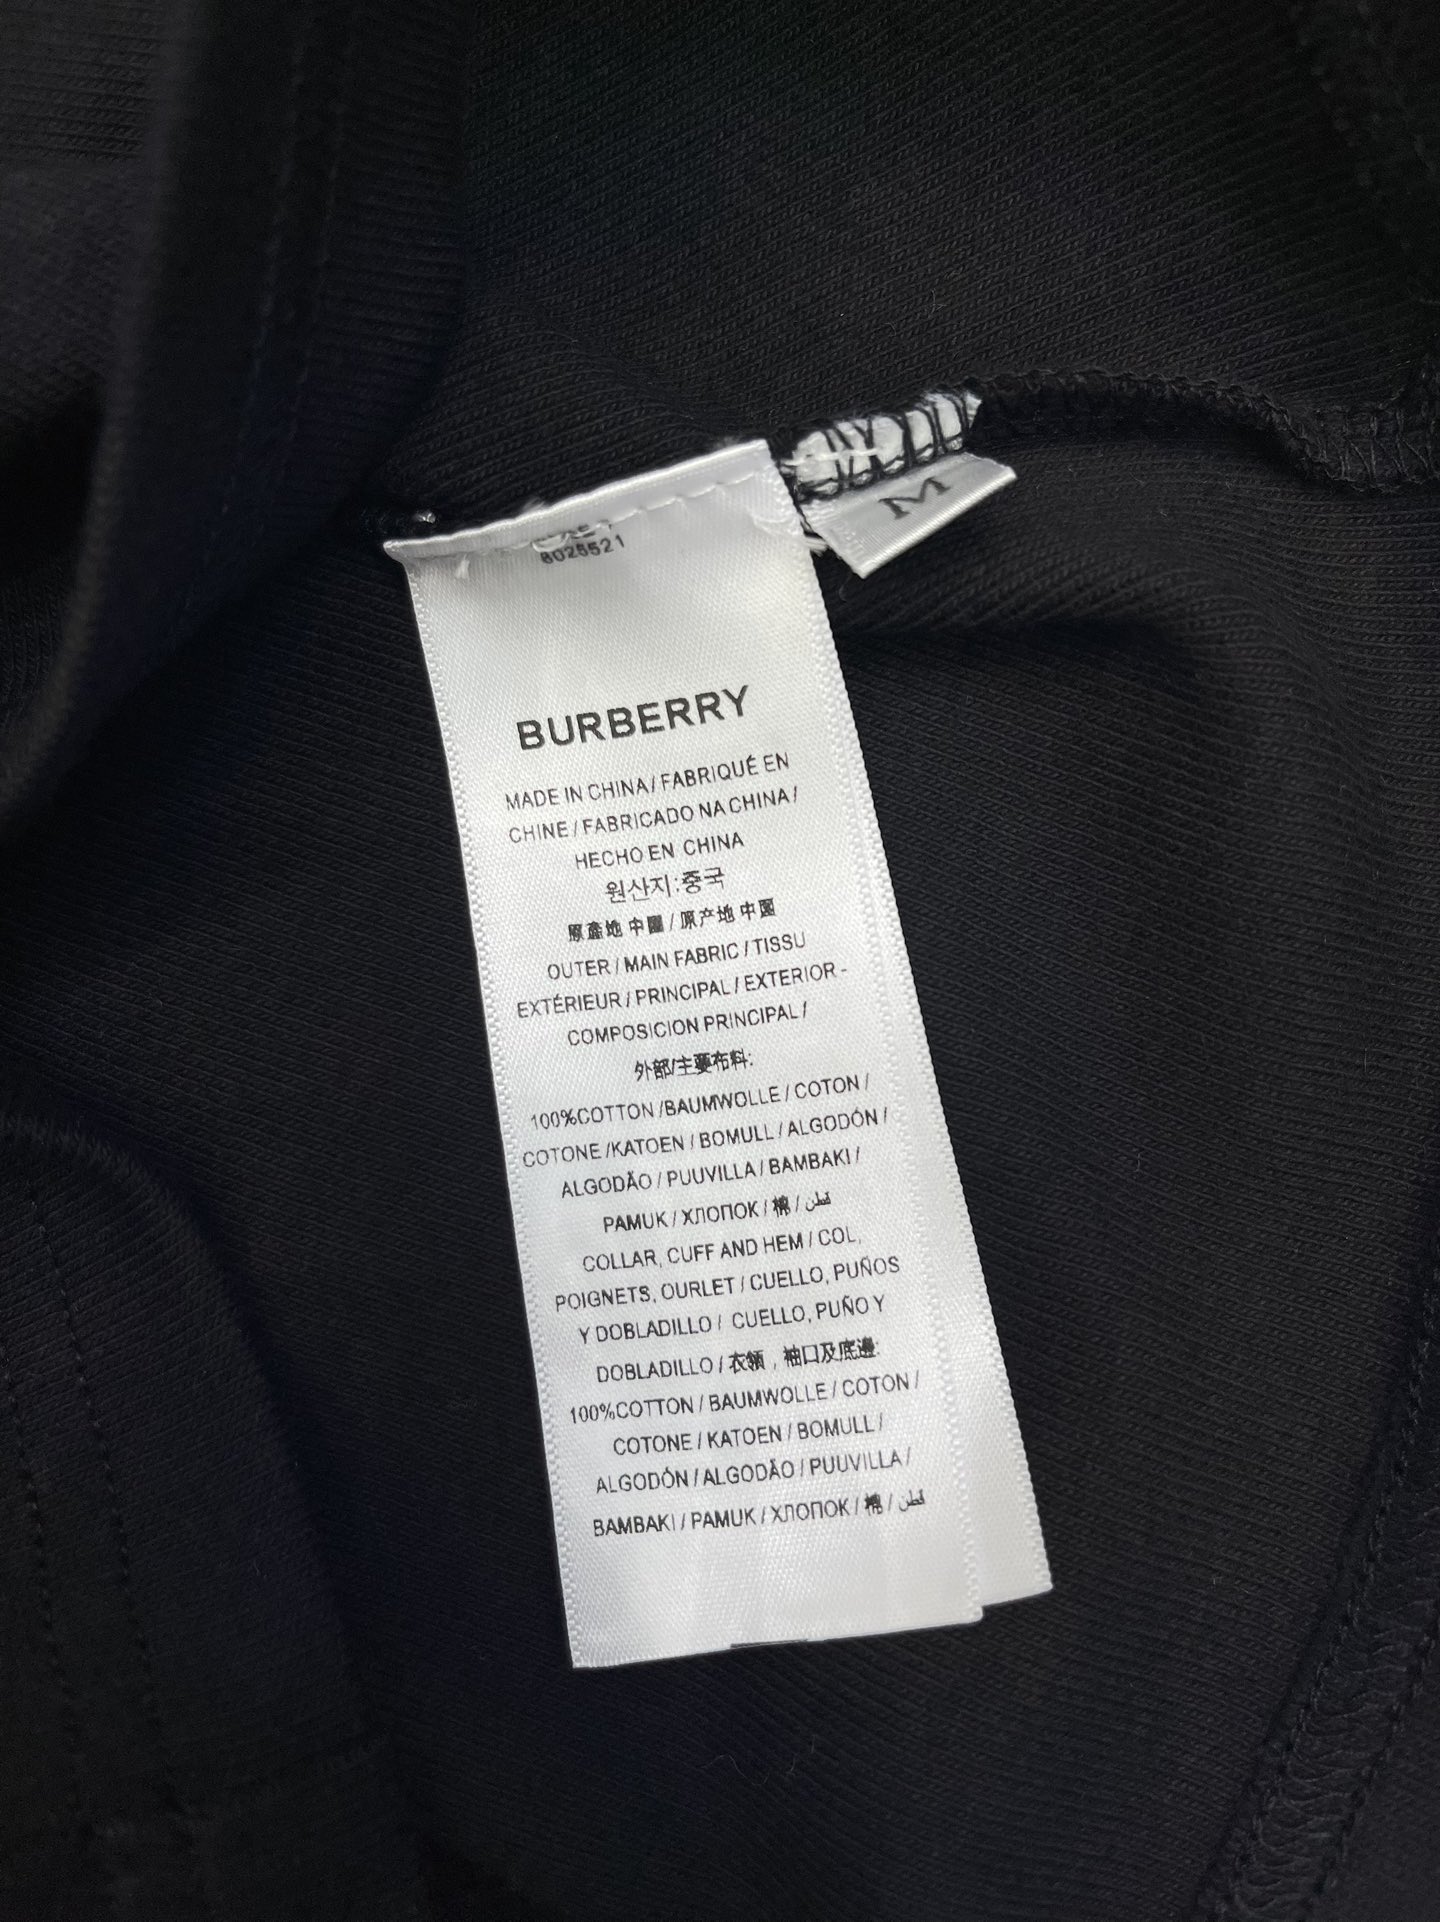 8025521
M
BURBERRY
MADE IN CHINA / FABRIQUÉ EN
CHINE / FABRICADO NA CHINA /
HECHO EN CHINA
원산지:중국
原產地 中國 / 原产地 中国
OUTER / MAIN FABRIC / TISSU
EXTÉRIEUR / PRINCIPAL / EXTERIOR -
COMPOSICION PRINCIPAL /
外部/主要布料:
100%COTTON /BAUMWOLLE / COTON /
COTONE /KATOEN / BOMULL / ALGODÓN /
ALGODÃO / PUUVILLA / BAMBAKI /
PAMUK / ХЛОПОК / 棉 / قطن
COLLAR, CUFF AND HEM / COL,
POIGNETS, OURLET / CUELLO, PUÑOS
Y DOBLADILLO / CUELLO, PUÑO Y
DOBLADILLO / 衣領 , 袖口及底邊:
100%COTTON / BAUMWOLLE / COTON /
COTONE / KATOEN / BOMULL /
ALGODÓN / ALGODÃO / PUUVILLA /
BAMBAKI / PAMUK / ХЛОПОК / 棉 / قطن